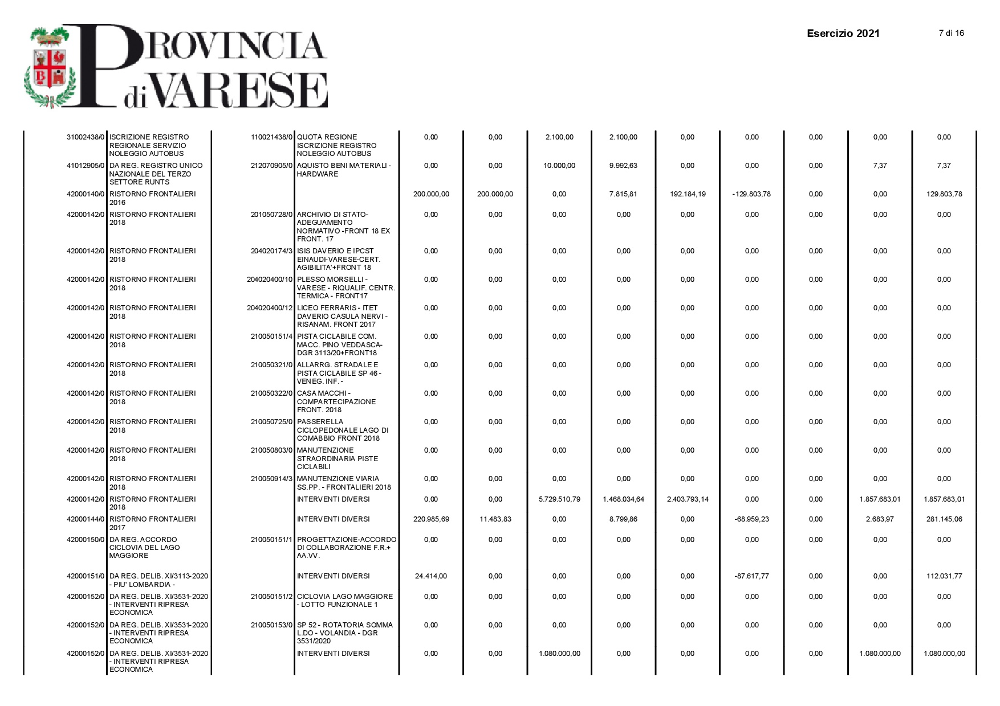 PROVINCIA
di VARESE
B
Esercizio 2021 7 di 16
31002438/0 ISCRIZIONE REGISTRO 110021438/0 QUOTA REGIONE 0,00 0,00 2.100,00 2.100,00 0,00 0,00 0,00 0,00 0,00
REGIONALE SERVIZIO ISCRIZIONE REGISTRO
NOLEGGIO AUTOBUS NOLEGGIO AUTOBUS
41012905/0 DA REG. REGISTRO UNICO 212070905/0 AQUISTO BENI MATERIALI - 0,00 0,00 10.000,00 9.992,63 0,00 0,00 0,00 7,37 7,37
NAZIONALE DEL TERZO HARDWARE
SETTORE RUNTS
42000140/0 RISTORNO FRONTALIERI 200.000,00 200.000,00 0,00 7.815,81 192.184,19 -129.803,78 0,00 0,00 129.803,78
2016
42000142/0 RISTORNO FRONTALIERI 201050728/0 ARCHIVIO DI STATO- 0,00 0,00 0,00 0,00 0,00 0,00 0,00 0,00 0,00
2018 ADEGUAMENTO
NORMATIVO -FRONT 18 EX
FRONT. 17
42000142/0 RISTORNO FRONTALIERI 204020174/3 ISIS DAVERIO E IPCST 0,00 0,00 0,00 0,00 0,00 0,00 0,00 0,00 0,00
2018 EINAUDI-VARESE-CERT.
AGIBILITA'+FRONT 18
42000142/0 RISTORNO FRONTALIERI 204020400/10 PLESSO MORSELLI - 0,00 0,00 0,00 0,00 0,00 0,00 0,00 0,00 0,00
2018 VARESE - RIQUALIF. CENTR.
TERMICA - FRONT17
42000142/0 RISTORNO FRONTALIERI 204020400/12 LICEO FERRARIS - ITET 0,00 0,00 0,00 0,00 0,00 0,00 0,00 0,00 0,00
2018 DAVERIO CASULA NERVI -
RISANAM. FRONT 2017
42000142/0 RISTORNO FRONTALIERI 210050151/4 PISTA CICLABILE COM. 0,00 0,00 0,00 0,00 0,00 0,00 0,00 0,00 0,00
2018 MACC. PINO VEDDASCA-
DGR 3113/20+FRONT18
42000142/0 RISTORNO FRONTALIERI 210050321/0 ALLARRG. STRADALE E 0,00 0,00 0,00 0,00 0,00 0,00 0,00 0,00 0,00
2018 PISTA CICLABILE SP 46 -
VENEG. INF. -
42000142/0 RISTORNO FRONTALIERI 210050322/0 CASA MACCHI - 0,00 0,00 0,00 0,00 0,00 0,00 0,00 0,00 0,00
2018 COMPARTECIPAZIONE
FRONT. 2018
42000142/0 RISTORNO FRONTALIERI 210050725/0 PASSERELLA 0,00 0,00 0,00 0,00 0,00 0,00 0,00 0,00 0,00
2018 CICLOPEDONALE LAGO DI
COMABBIO FRONT 2018
42000142/0 RISTORNO FRONTALIERI 210050803/0 MANUTENZIONE 0,00 0,00 0,00 0,00 0,00 0,00 0,00 0,00 0,00
2018 STRAORDINARIA PISTE
CICLABILI
42000142/0 RISTORNO FRONTALIERI 210050914/3 MANUTENZIONE VIARIA 0,00 0,00 0,00 0,00 0,00 0,00 0,00 0,00 0,00
2018 SS.PP. - FRONTALIERI 2018
42000142/0 RISTORNO FRONTALIERI INTERVENTI DIVERSI 0,00 0,00 5.729.510,79 1.468.034,64 2.403.793,14 0,00 0,00 1.857.683,01 1.857.683,01
2018
42000144/0 RISTORNO FRONTALIERI INTERVENTI DIVERSI 220.985,69 11.483,83 0,00 8.799,86 0,00 -68.959,23 0,00 2.683,97 281.145,06
2017
42000150/0 DA REG. ACCORDO 210050151/1 PROGETTAZIONE-ACCORDO 0,00 0,00 0,00 0,00 0,00 0,00 0,00 0,00 0,00
CICLOVIA DEL LAGO DI COLLABORAZIONE F.R.+
MAGGIORE AA.VV.
42000151/0 DA REG. DELIB. XI/3113-2020 INTERVENTI DIVERSI 24.414,00 0,00 0,00 0,00 0,00 -87.617,77 0,00 0,00 112.031,77
- PIU' LOMBARDIA -
42000152/0 DA REG. DELIB. XI/3531-2020 210050151/2 CICLOVIA LAGO MAGGIORE 0,00 0,00 0,00 0,00 0,00 0,00 0,00 0,00 0,00
- INTERVENTI RIPRESA - LOTTO FUNZIONALE 1
ECONOMICA
42000152/0 DA REG. DELIB. XI/3531-2020 210050153/0 SP 52 - ROTATORIA SOMMA 0,00 0,00 0,00 0,00 0,00 0,00 0,00 0,00 0,00
- INTERVENTI RIPRESA L.DO - VOLANDIA - DGR
ECONOMICA 3531/2020
42000152/0 DA REG. DELIB. XI/3531-2020 INTERVENTI DIVERSI 0,00 0,00 1.080.000,00 0,00 0,00 0,00 0,00 1.080.000,00 1.080.000,00
- INTERVENTI RIPRESA
ECONOMICA